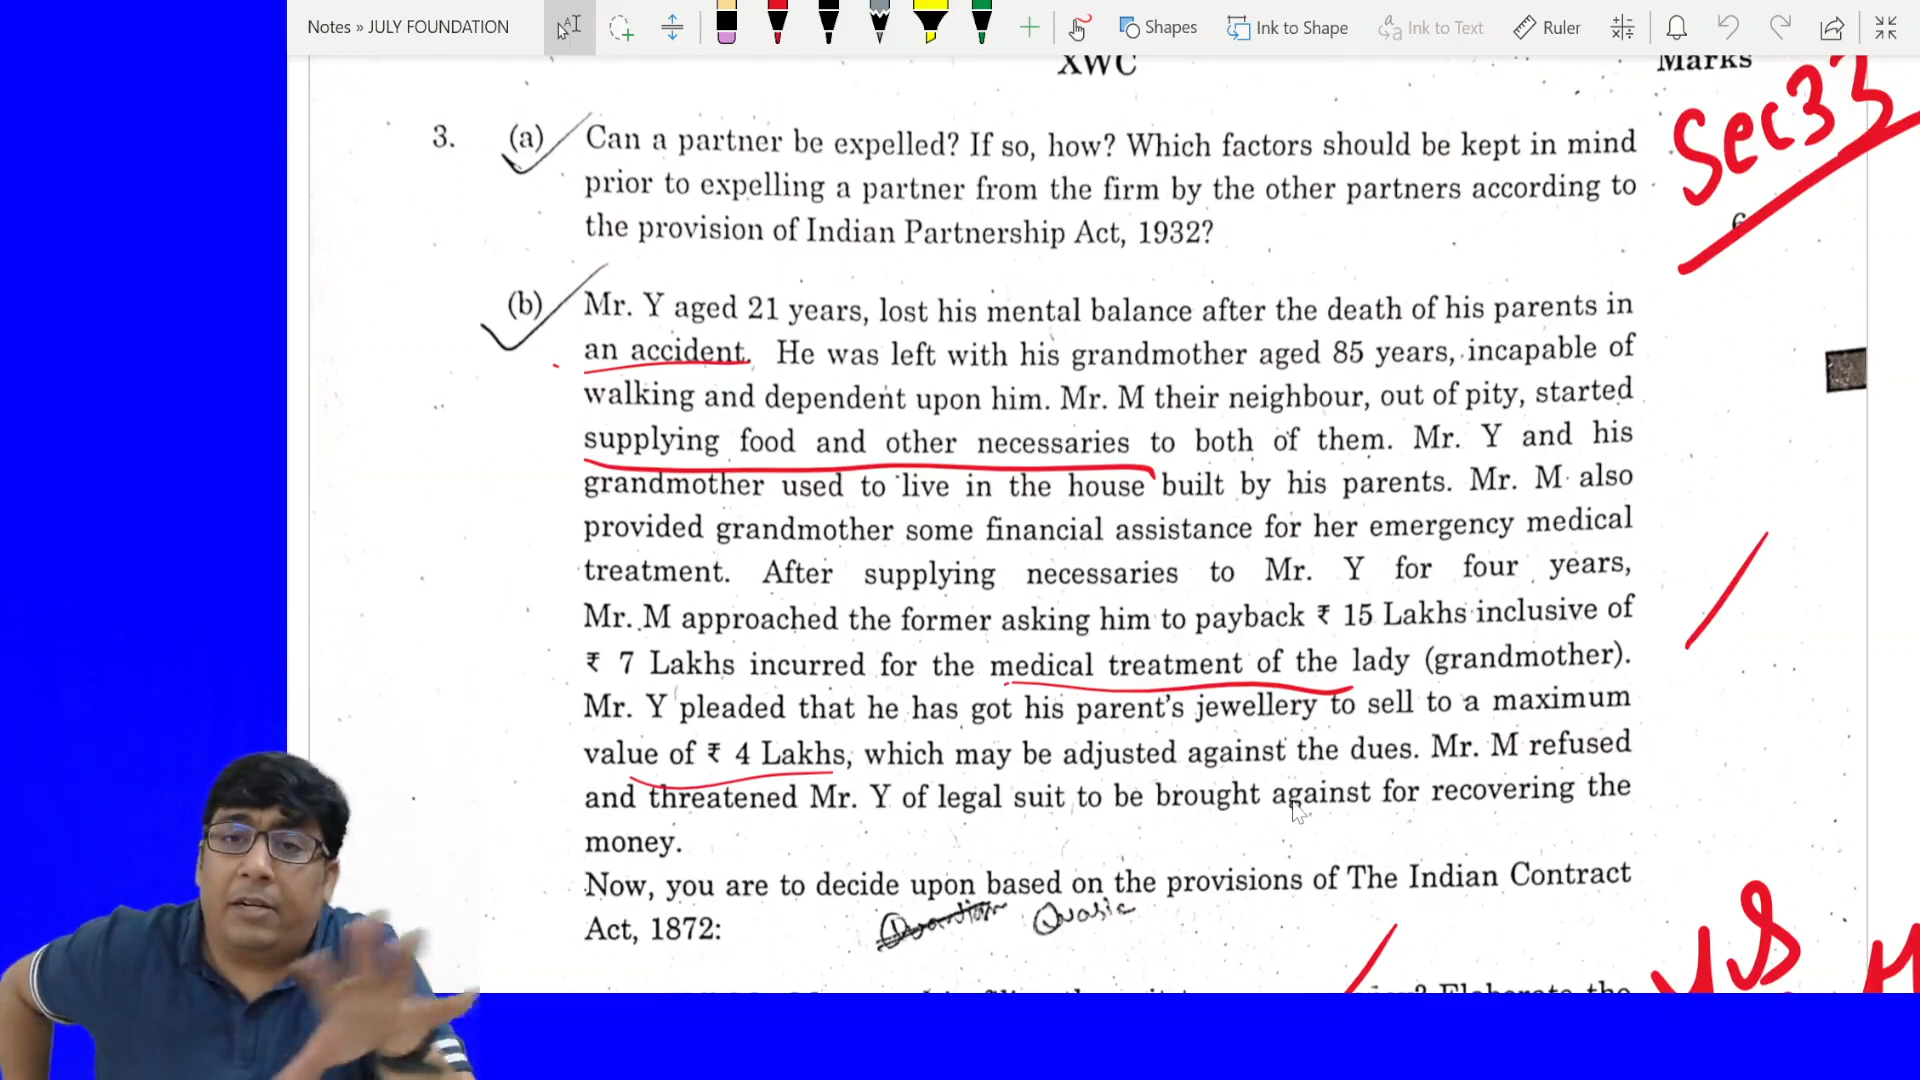 Notes » JULY FOUNDATION
Shapes
Ink to Shape
Ink to Text
Ruler
XWC
Marks
Sec 33
3. (a) Can a partner be expelled? If so, how? Which factors should be kept in mind
prior to expelling a partner from the firm by the other partners according to
the provision of Indian Partnership Act, 1932?
6
(b) Mr. Y aged 21 years, lost his mental balance after the death of his parents in
an accident. He was left with his grandmother aged 85 years, incapable of
walking and dependent upon him. Mr. M their neighbour, out of pity, started
supplying food and other necessaries to both of them. Mr. Y and his
grandmother used to live in the house built by his parents. Mr. M also
provided grandmother some financial assistance for her emergency medical
treatment. After supplying necessaries to Mr. Y for four years,
Mr. M approached the former asking him to payback ₹ 15 Lakhs inclusive of
₹ 7 Lakhs incurred for the medical treatment of the lady (grandmother).
Mr. Y pleaded that he has got his parent's jewellery to sell to a maximum
value of ₹ 4 Lakhs, which may be adjusted against the dues. Mr. M refused
and threatened Mr. Y of legal suit to be brought against for recovering the
money.
Now, you are to decide upon based on the provisions of The Indian Contract
Act, 1872:
Quasi